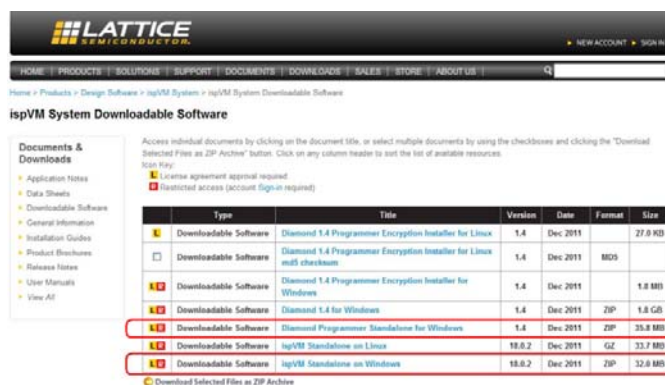 LATTICE
SEMICONDUCTOR.
NEW ACCOUNT SIGN IN
HOME | PRODUCTS | SOLUTIONS | SUPPORT | DOCUMENTS | DOWNLOADS | SALES | STORE | ABOUT US |
Home > Products > Design Software > ispVM System > ispVM System Downloadable Software
ispVM System Downloadable Software
Documents & Downloads
Application Notes
Data Sheets
Downloadable Software
General Information
Installation Guides
Product Brochures
Release Notes
User Manuals
View All
Access individual documents by clicking on the document title, or select multiple documents by using the checkboxes and clicking the "Download
Selected Files as ZIP Archive" button. Click on any column header to sort the list of available resources.
Icon Key:
L License agreement approval required
R Restricted access (account Sign-in required)
Type Title Version Date Format Size
L Downloadable Software Diamond 1.4 Programmer Encryption Installer for Linux 1.4 Dec 2011 27.0 KB
Downloadable Software Diamond 1.4 Programmer Encryption Installer for Linux
md5 checksum 1.4 Dec 2011 MD5
L R Downloadable Software Diamond 1.4 Programmer Encryption Installer for
Windows 1.4 Dec 2011 1.8 MB
L R Downloadable Software Diamond 1.4 for Windows 1.4 Dec 2011 ZIP 1.8 GB
L R Downloadable Software Diamond Programmer Standalone for Windows 1.4 Dec 2011 ZIP 35.8 MB
L R Downloadable Software ispVM Standalone on Linux 18.0.2 Dec 2011 GZ 33.7 MB
L R Downloadable Software ispVM Standalone on Windows 18.0.2 Dec 2011 ZIP 32.0 MB
Download Selected Files as ZIP Archive